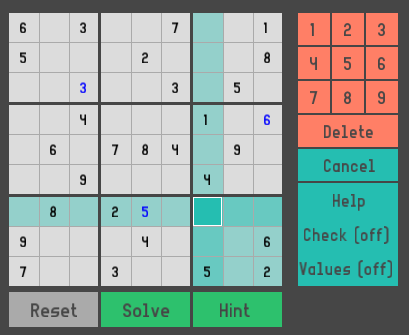 6 3 7 1 1 2 3
5 2 8
3 3 5 4 5 6
4 1 6 7 8 9
6 7 8 4 9 Delete
9 4 Cancel
8 2 5 Help
9 4 6 Check (off)
7 3 5 2 Values (off)
Reset Solve Hint